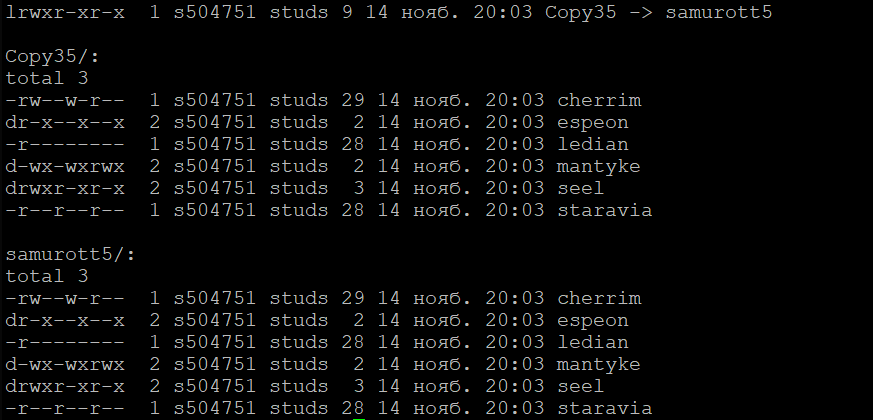 lrwxr-xr-x  1 s504751 studs 9 14 нояб. 20:03 Copy35 -> samurott5

Copy35/:
total 3
-rw--w-r--  1 s504751 studs 29 14 нояб. 20:03 cherrim
dr-x--x--x  2 s504751 studs  2 14 нояб. 20:03 espeon
-r--------  1 s504751 studs 28 14 нояб. 20:03 ledian
d-wx-wxrwx  2 s504751 studs  2 14 нояб. 20:03 mantyke
drwxr-xr-x  2 s504751 studs  3 14 нояб. 20:03 seel
-r--r--r--  1 s504751 studs 28 14 нояб. 20:03 staravia

samurott5/:
total 3
-rw--w-r--  1 s504751 studs 29 14 нояб. 20:03 cherrim
dr-x--x--x  2 s504751 studs  2 14 нояб. 20:03 espeon
-r--------  1 s504751 studs 28 14 нояб. 20:03 ledian
d-wx-wxrwx  2 s504751 studs  2 14 нояб. 20:03 mantyke
drwxr-xr-x  2 s504751 studs  3 14 нояб. 20:03 seel
-r--r--r--  1 s504751 studs 28 14 нояб. 20:03 staravia